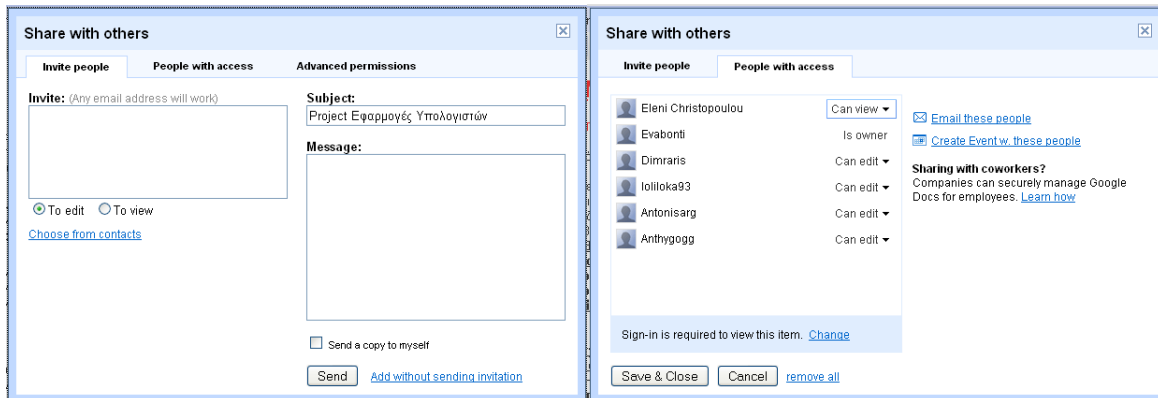 Share with others
Invite people
People with access
Advanced permissions
Invite: (Any email address will work)
To edit
To view
Choose from contacts
Subject:
Project Εφαρμογές Υπολογιστών
Message:
Send a copy to myself
Send
Add without sending invitation
Share with others
Invite people
People with access
Eleni Christopoulou Can view
Evabonti Is owner
Dimraris Can edit
loliloka93 Can edit
Antonisarg Can edit
Anthygogg Can edit
Sign-in is required to view this item. Change
Email these people
Create Event w. these people
Sharing with coworkers?
Companies can securely manage Google
Docs for employees. Learn how
Save & Close
Cancel
remove all